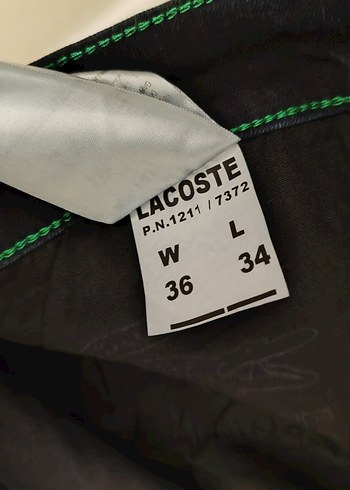 LACOSTE
P.N.1211 / 7372
W L
36 34